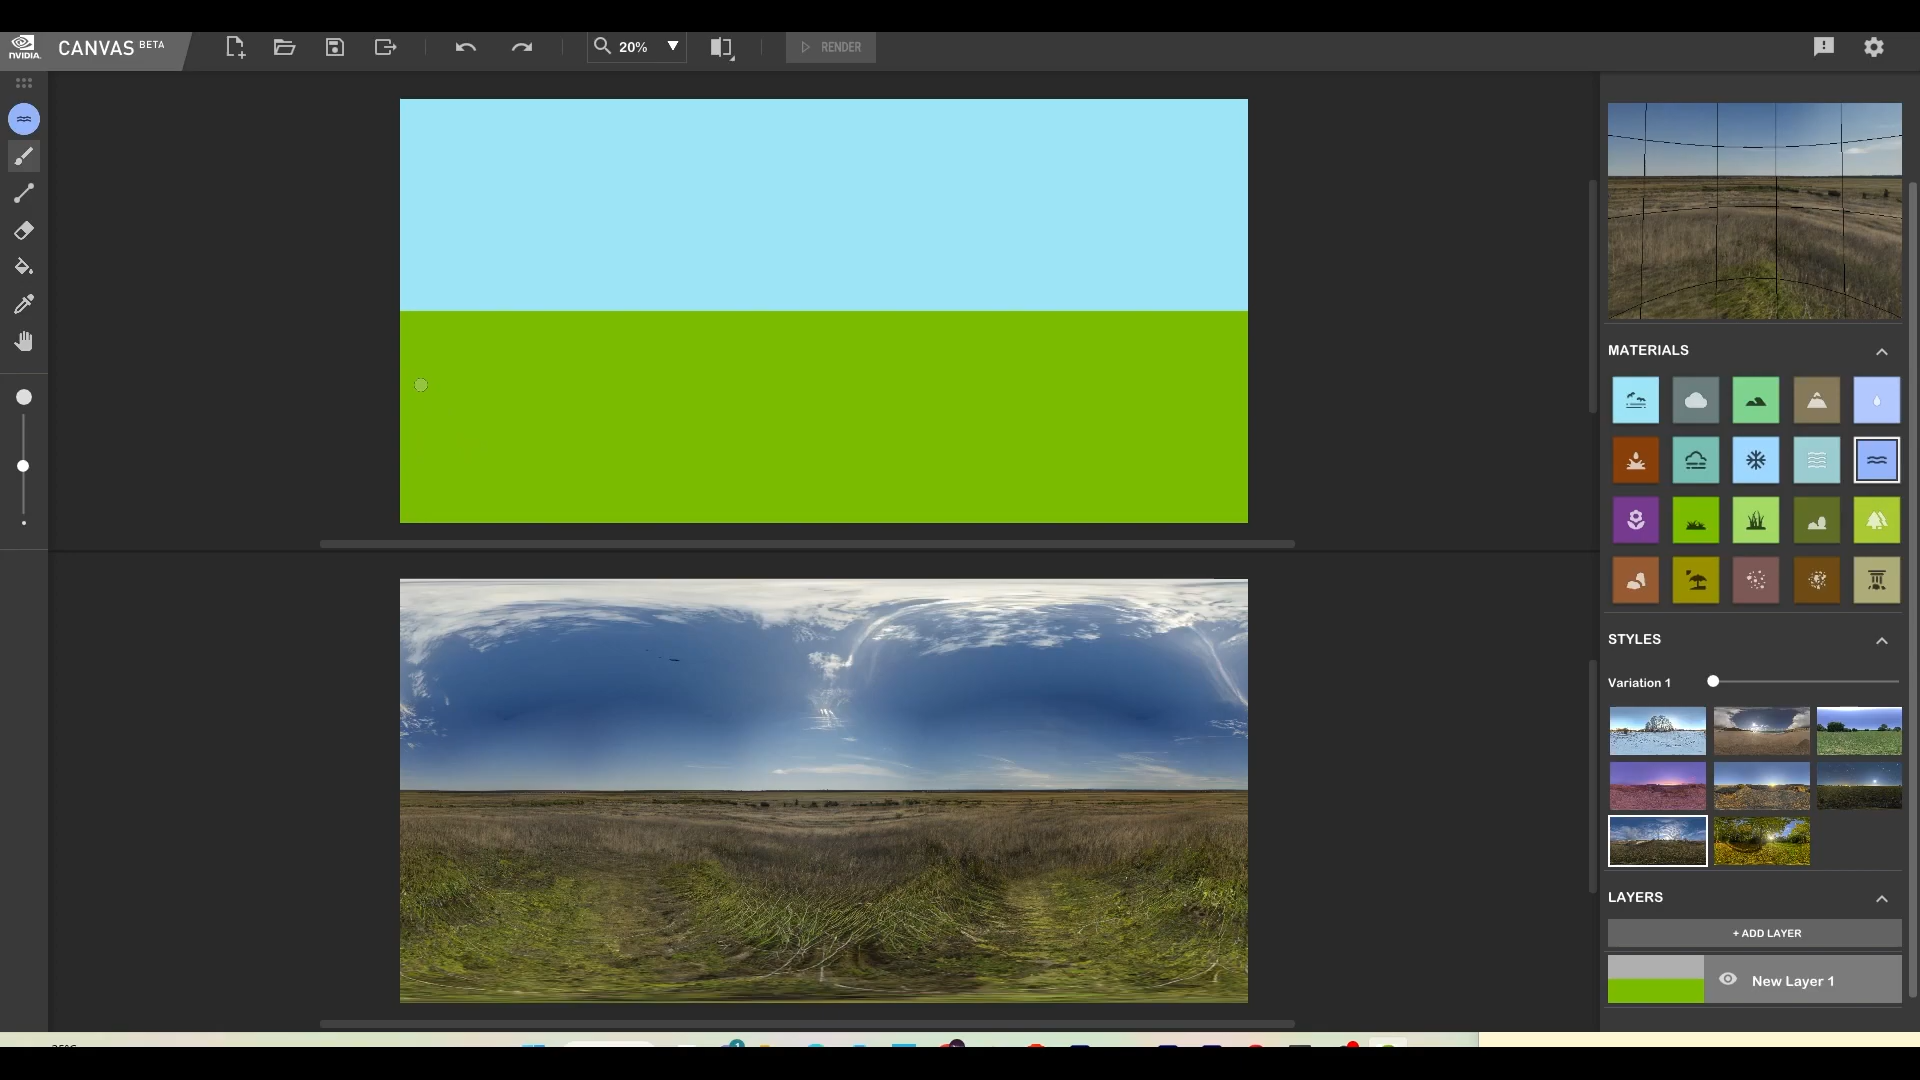 NVIDIA.
CANVAS BETA
20%
RENDER
MATERIALS
STYLES
Variation 1
LAYERS
+ ADD LAYER
New Layer 1